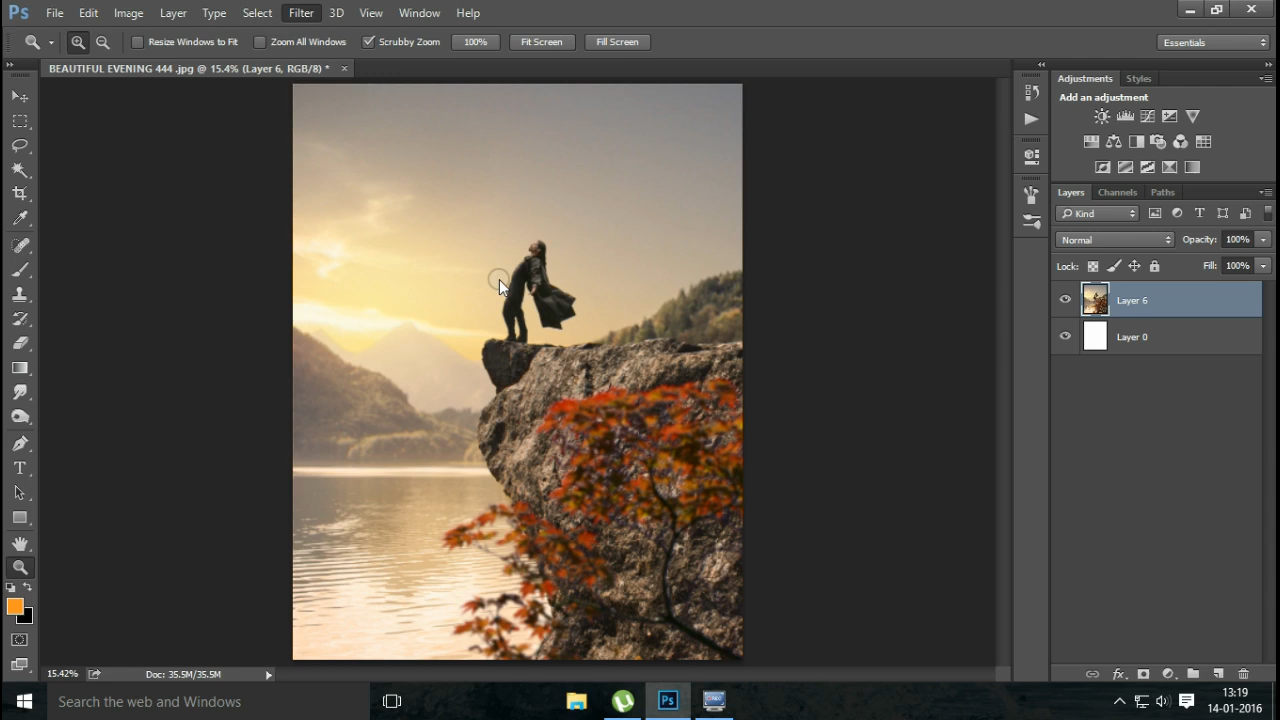 Ps File Edit Image Layer Type Select Filter 3D View Window Help
Resize Windows to Fit Zoom All Windows Scrubby Zoom 100% Fit Screen Fill Screen Essentials
BEAUTIFUL EVENING 444 .jpg @ 15.4% (Layer 6, RGB/8) * ×
Adjustments Styles
Add an adjustment
Layers Channels Paths
Kind
Normal Opacity: 100%
Lock: Fill: 100%
Layer 6
Layer 0
T
15.42% Doc: 35.5M/35.5M
Search the web and Windows
Ps
13:19
14-01-2016